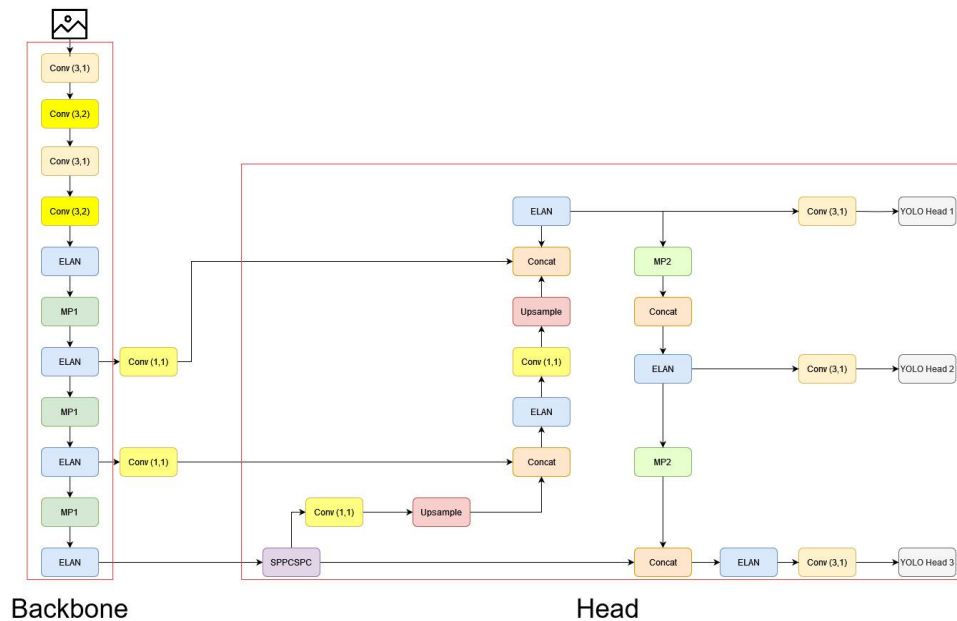 Conv (3,1)
Conv (3,2)
Conv (3,1)
Conv (3,2)
ELAN
MP1
ELAN
Conv (1,1)
MP1
ELAN
Conv (1,1)
MP1
ELAN
Backbone
ELAN
Conv (3,1)
YOLO Head 1
Concat
MP2
Upsample
Concat
Conv (1,1)
ELAN
Conv (3,1)
YOLO Head 2
ELAN
Concat
MP2
Conv (1,1)
Upsample
SPPCSPC
Concat
ELAN
Conv (3,1)
YOLO Head 3
Head